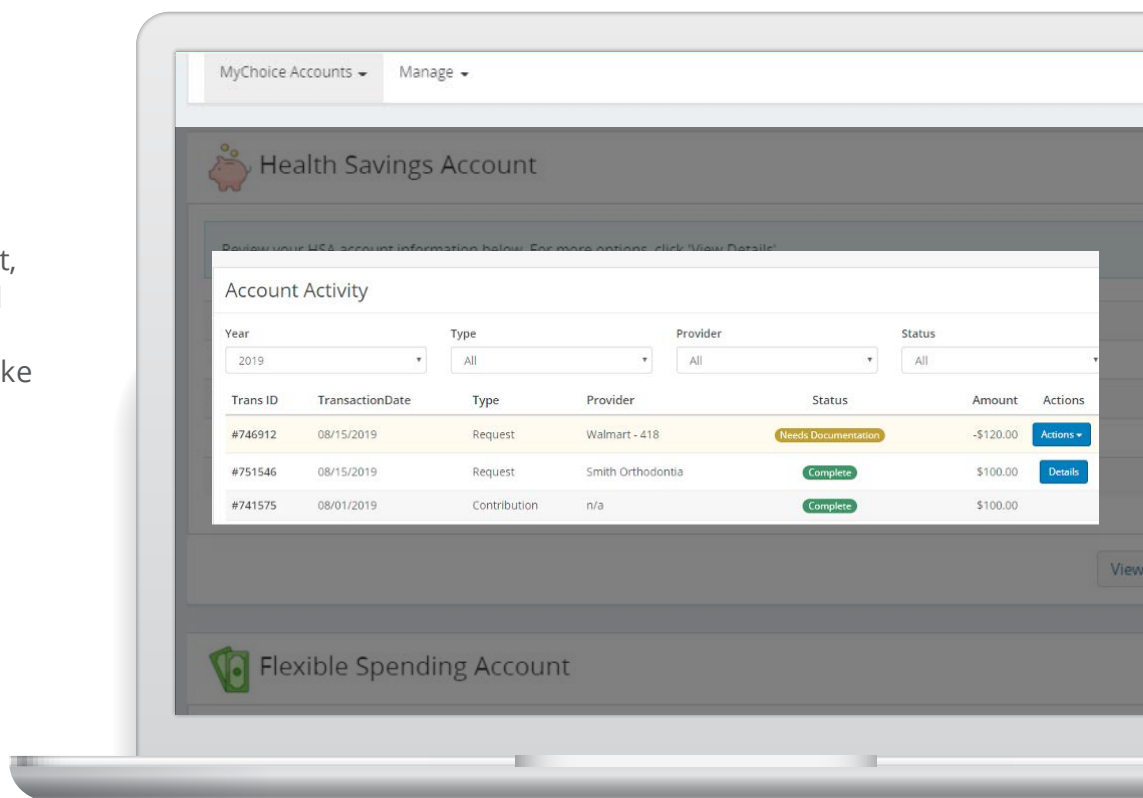 t,
ke
MyChoice Accounts Manage
Health Savings Account
Review your HSA account information below. For more options, click 'View Details'
Account Activity
Year Type Provider Status
2019 All All All
Trans ID TransactionDate Type Provider Status Amount Actions
#746912 08/15/2019 Request Walmart - 418 Needs Documentation -$120.00 Actions
#751546 08/15/2019 Request Smith Orthodontia Complete $100.00 Details
#741575 08/01/2019 Contribution n/a Complete $100.00
View
Flexible Spending Account